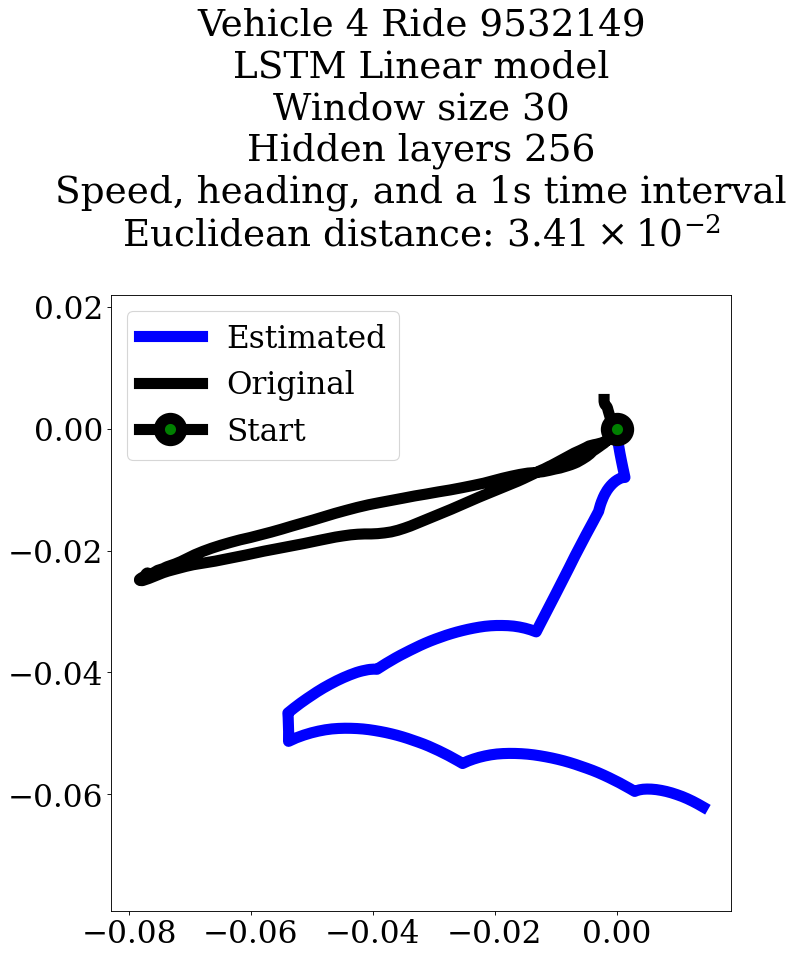 Vehicle 4 Ride 9532149
LSTM Linear model
Window size 30
Hidden layers 256
Speed, heading, and a 1s time interval
Euclidean distance: 3.41 × 10⁻²
Estimated
Original
Start
0.02
0.00
−0.02
−0.04
−0.06
−0.08 −0.06 −0.04 −0.02 0.00